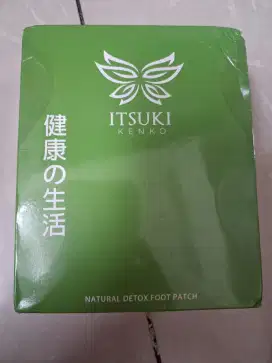 ITSUKI
KENKO
健康の生活
NATURAL DETOX FOOT PATCH